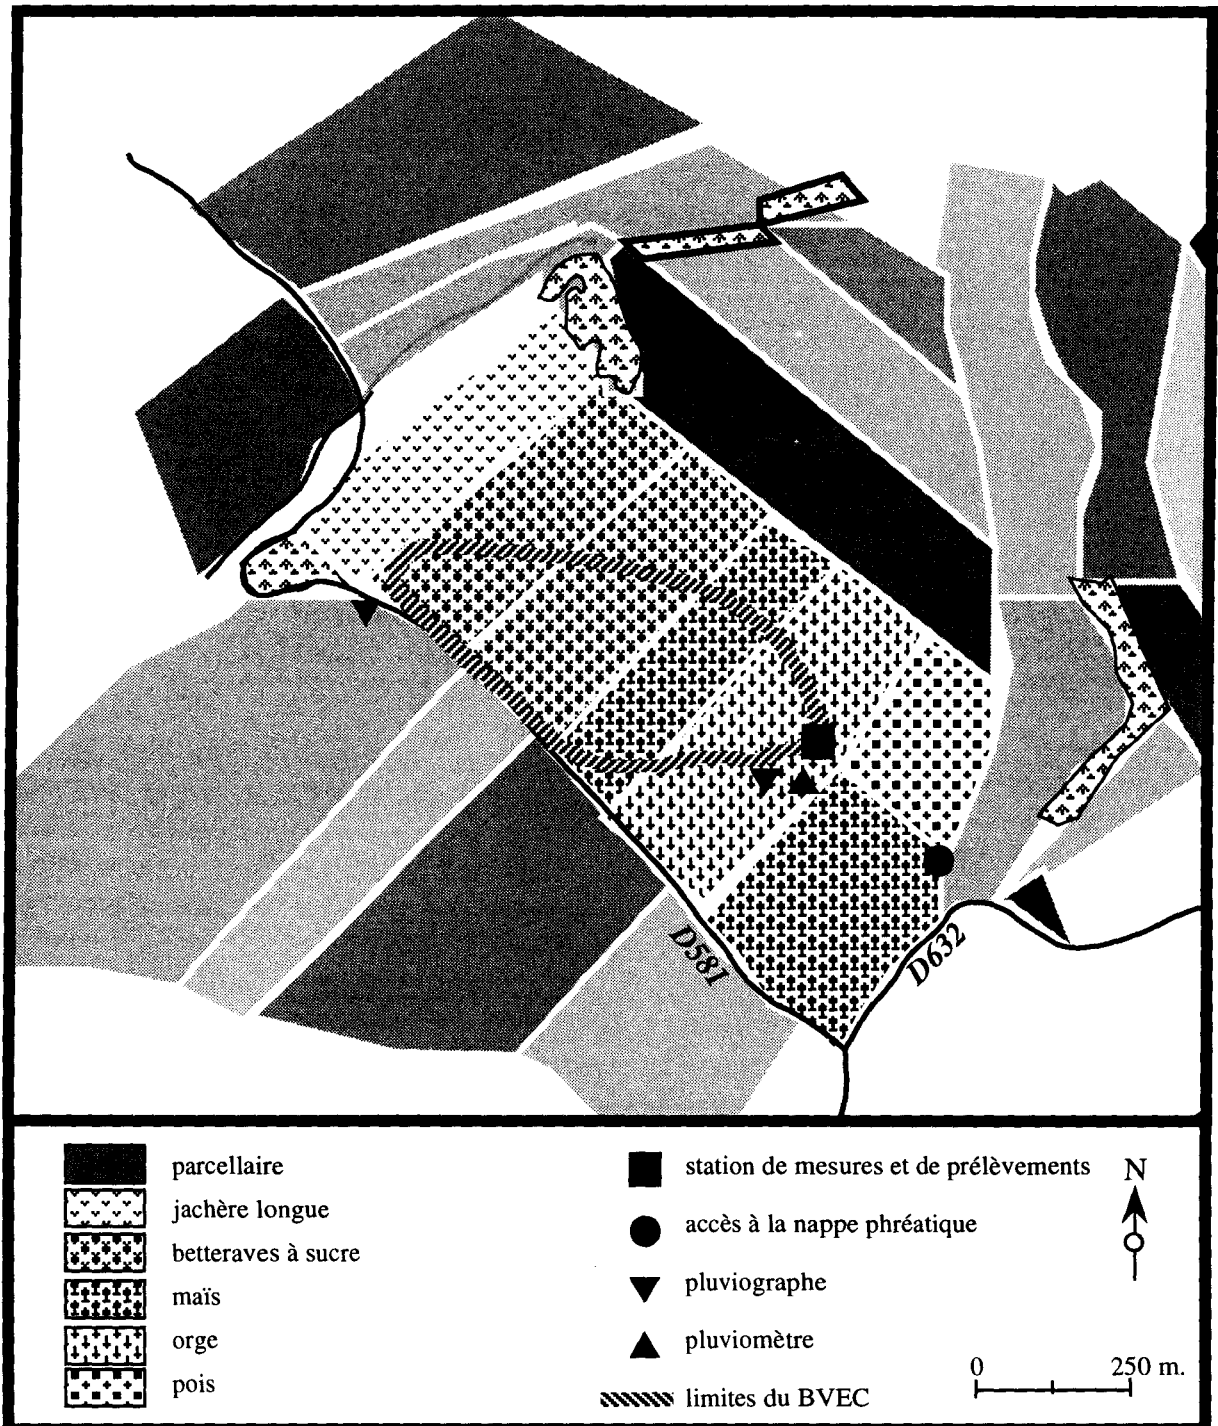 D581
D632
parcellaire
jachère longue
betteraves à sucre
maïs
orge
pois
station de mesures et de prélèvements
accès à la nappe phréatique
pluviographe
pluviomètre
limites du BVEC
N
0 250 m.